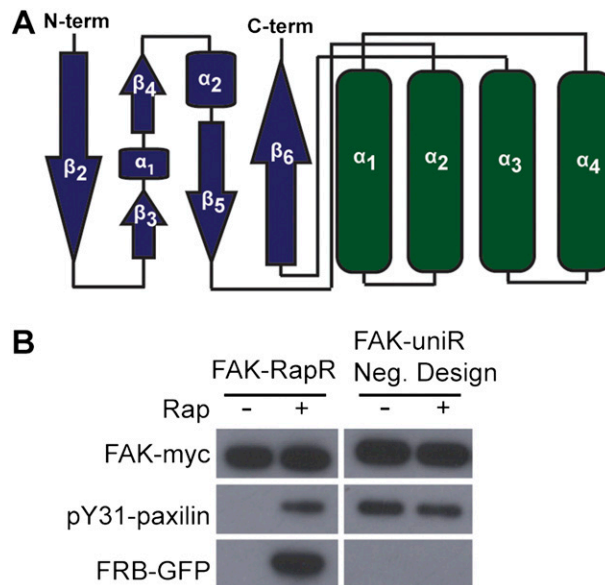 A
N-term
C-term
β4
α2
β2
α1
β3
β5
β6
α1
α2
α3
α4
B
FAK-RapR
FAK-uniR
Neg. Design
Rap - + - +
FAK-myc
pY31-paxilin
FRB-GFP